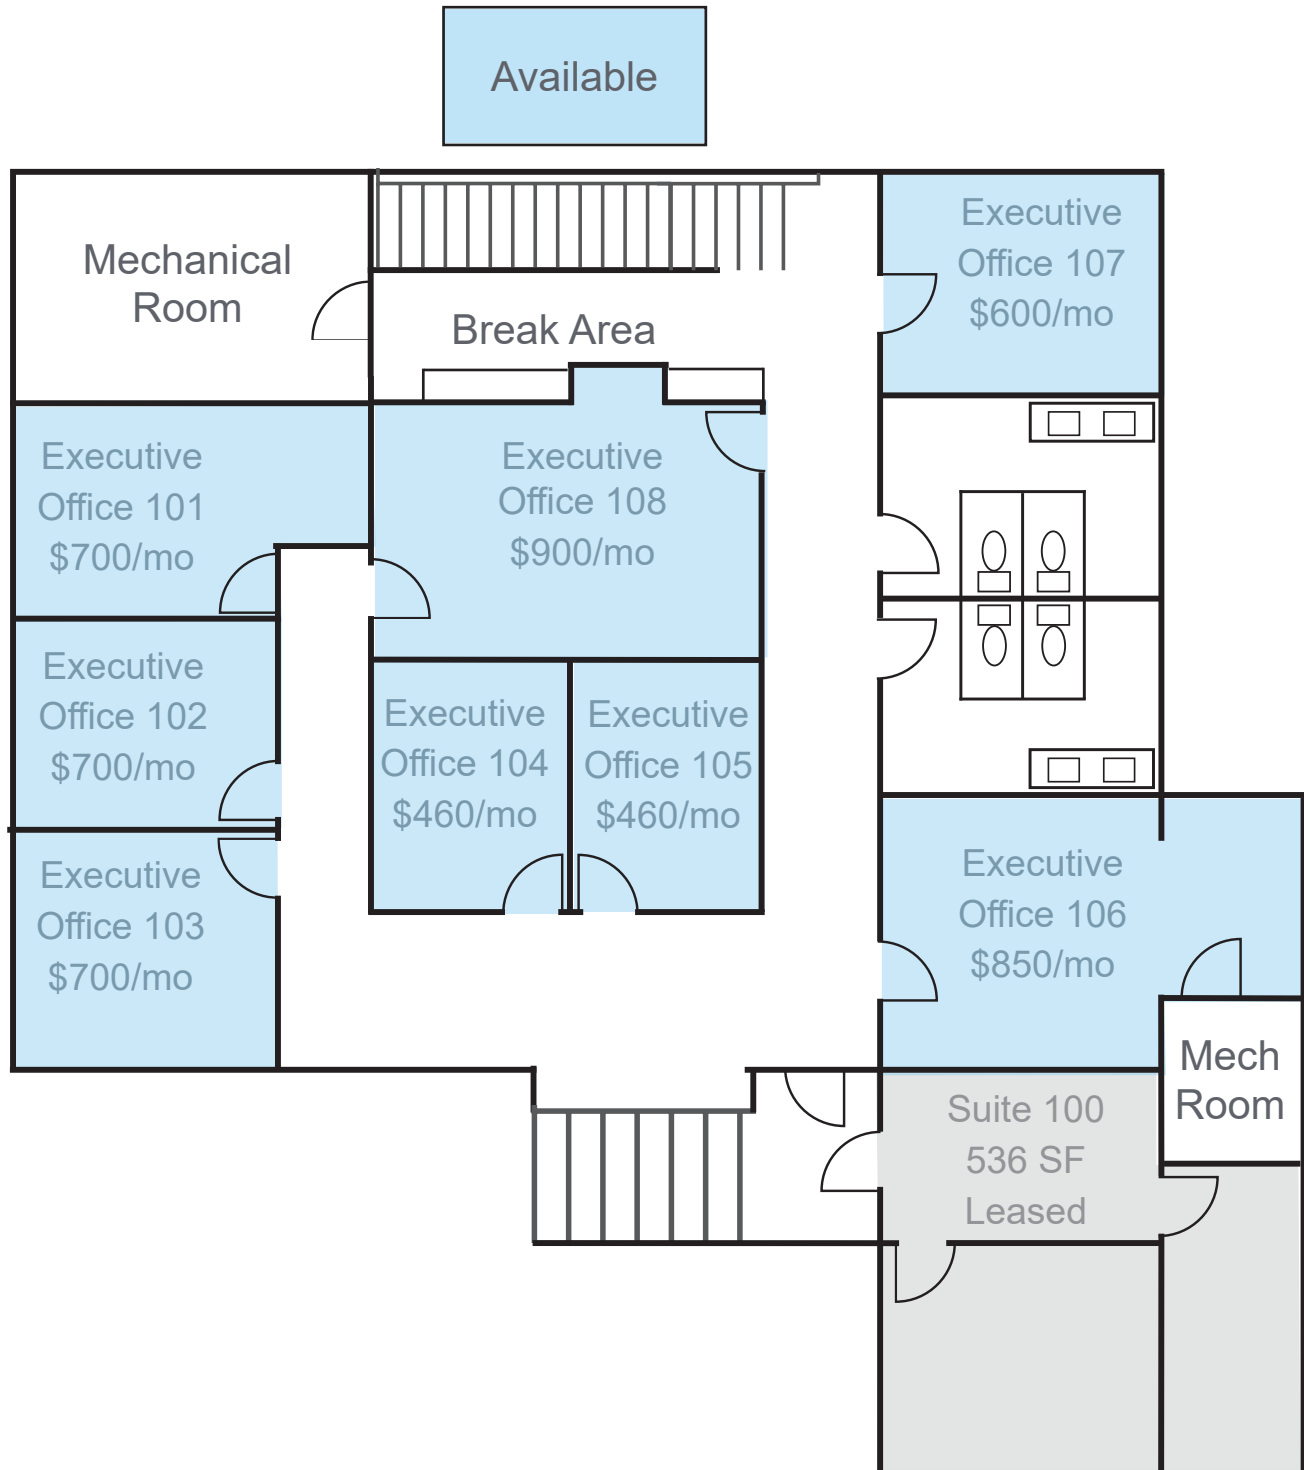 Available
Mechanical
Room
Break Area
Executive
Office 107
$600/mo
Executive
Office 101
$700/mo
Executive
Office 108
$900/mo
Executive
Office 102
$700/mo
Executive
Office 104
$460/mo
Executive
Office 105
$460/mo
Executive
Office 103
$700/mo
Executive
Office 106
$850/mo
Mech
Room
Suite 100
536 SF
Leased